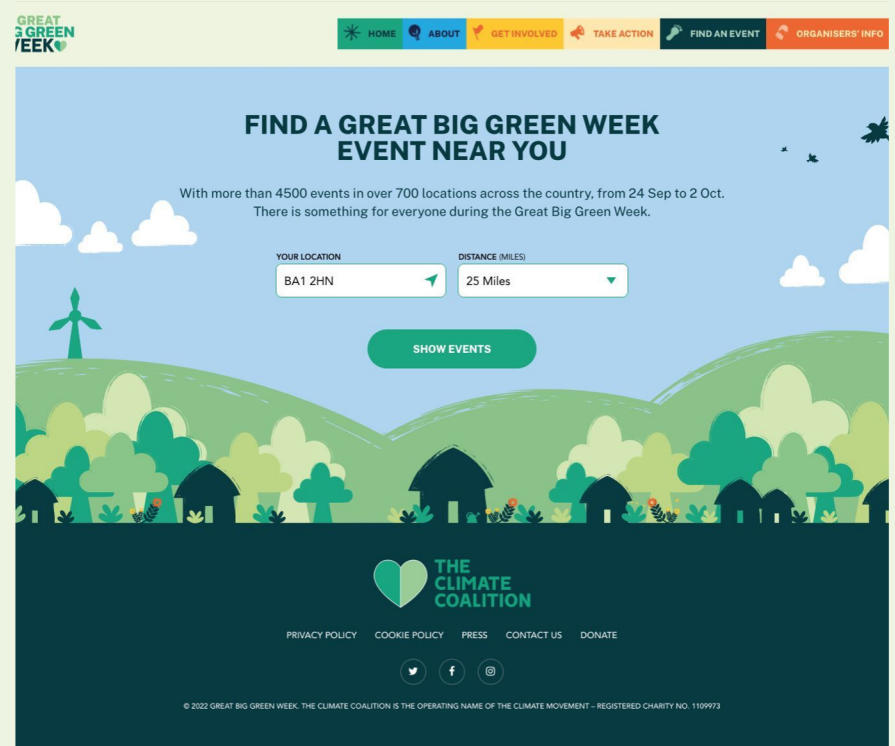 GREAT
G GREEN
WEEK
HOME ABOUT GET INVOLVED TAKE ACTION FIND AN EVENT ORGANISERS' INFO
FIND A GREAT BIG GREEN WEEK
EVENT NEAR YOU
With more than 4500 events in over 700 locations across the country, from 24 Sep to 2 Oct.
There is something for everyone during the Great Big Green Week.
YOUR LOCATION DISTANCE (MILES)
BA1 2HN 25 Miles
SHOW EVENTS
THE
CLIMATE
COALITION
PRIVACY POLICY COOKIE POLICY PRESS CONTACT US DONATE
© 2022 GREAT BIG GREEN WEEK. THE CLIMATE COALITION IS THE OPERATING NAME OF THE CLIMATE MOVEMENT – REGISTERED CHARITY NO. 1109973